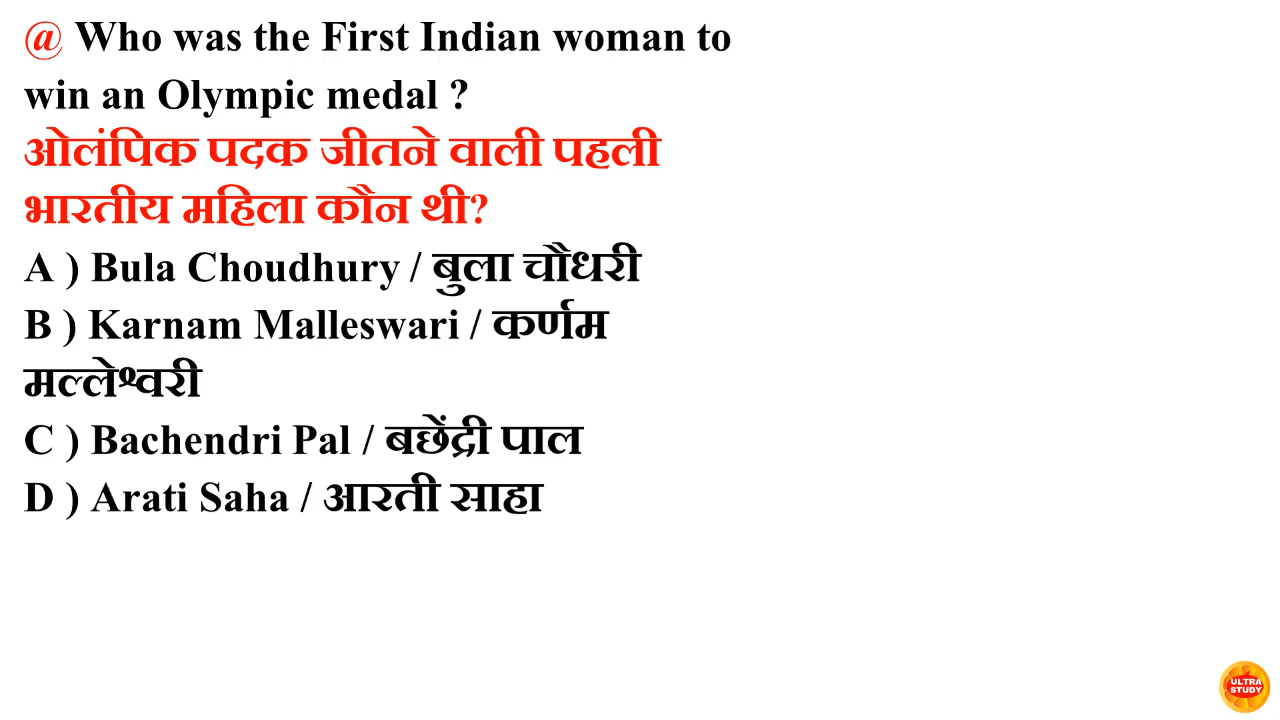 @ Who was the First Indian woman to
win an Olympic medal ?
ओलंपिक पदक जीतने वाली पहली
भारतीय महिला कौन थी?
A ) Bula Choudhury / बुला चौधरी
B ) Karnam Malleswari / कर्णम
मल्लेश्वरी
C ) Bachendri Pal / बछेंद्री पाल
D ) Arati Saha / आरती साहा
ULTRA
STUDY